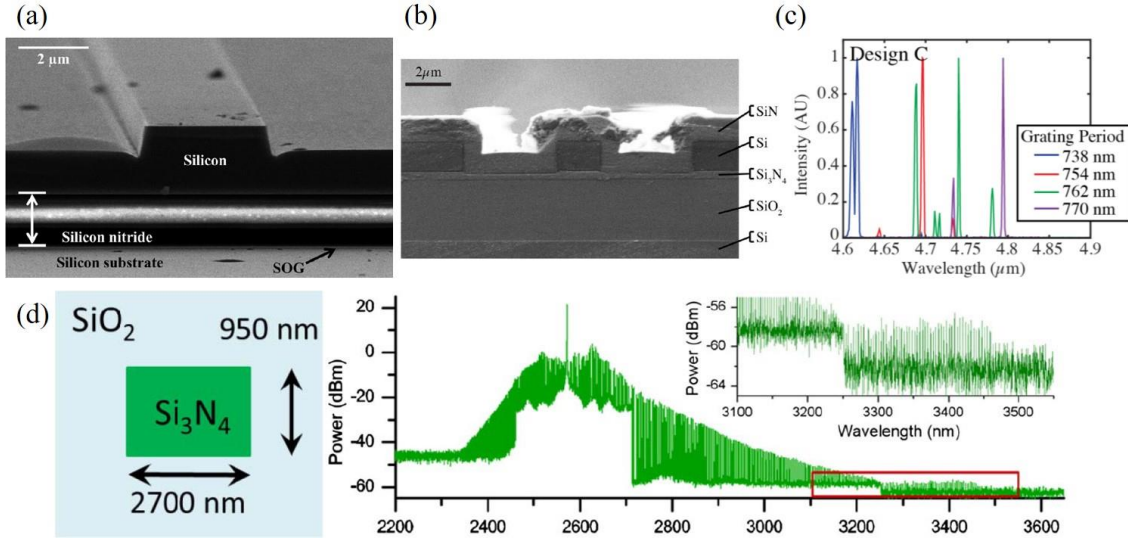 (a)
2 µm
Silicon
Silicon nitride
Silicon substrate
SOG
(b)
2µm
SiN
Si
Si3N4
SiO2
Si
(c)
Design C
Intensity (AU)
1
0.8
0.6
0.4
0.2
0
4.6 4.65 4.7 4.75 4.8 4.85 4.9
Wavelength (µm)
Grating Period
738 nm
754 nm
762 nm
770 nm
(d)
SiO2
950 nm
Si3N4
2700 nm
Power (dBm)
20
0
-20
-40
-60
2200 2400 2600 2800 3000 3200 3400 3600
Power (dBm)
-56
-60
-64
3100 3200 3300 3400 3500
Wavelength (nm)